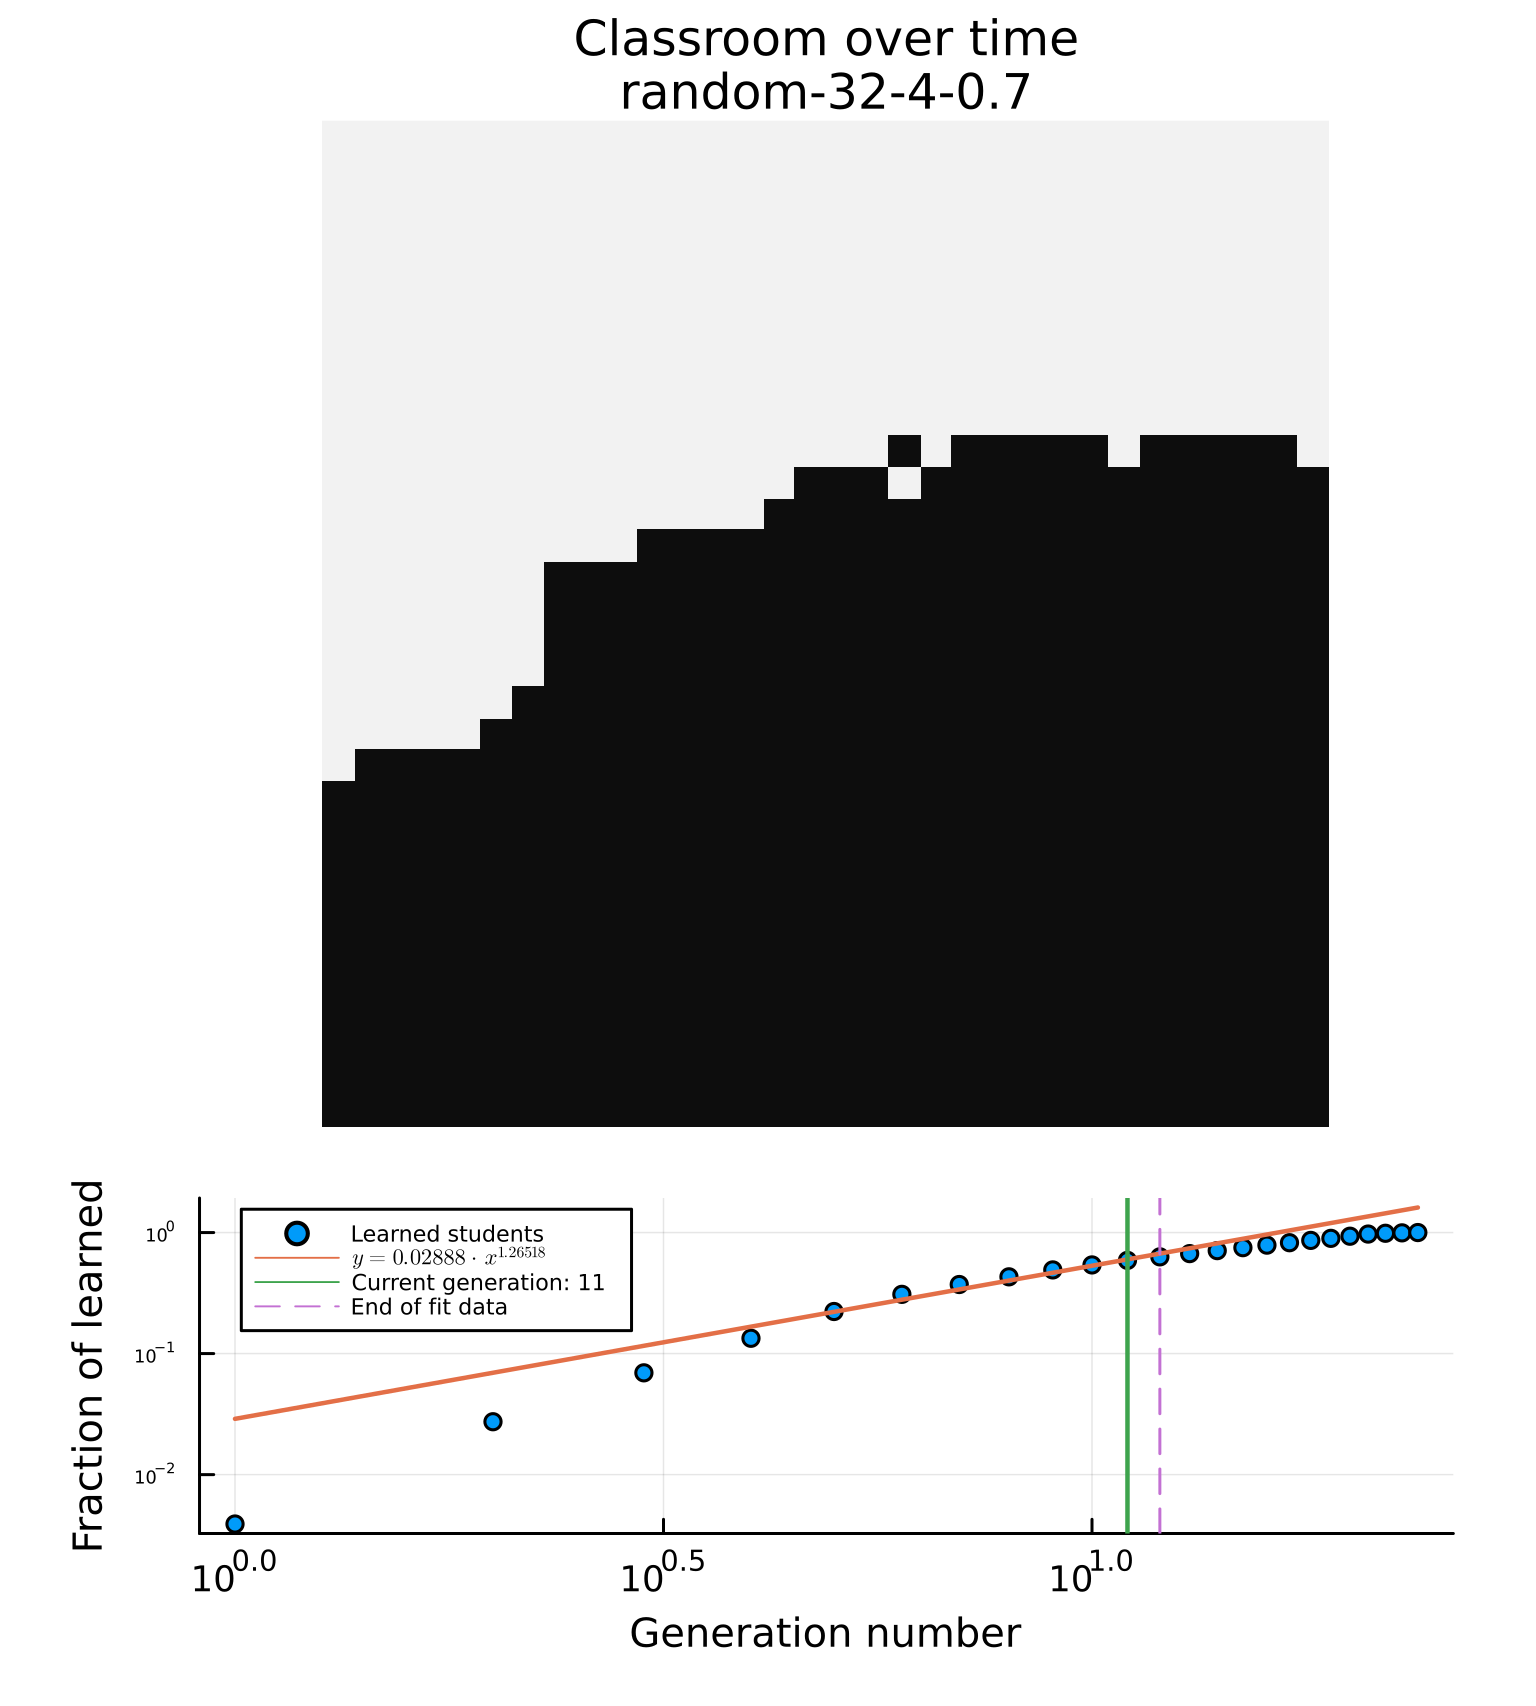 Classroom over time
random-32-4-0.7
Fraction of learned
10⁰
10⁻¹
10⁻²
Learned students
y = 0.02888 · x^1.26518
Current generation: 11
End of fit data
10^0.0
10^0.5
10^1.0
Generation number